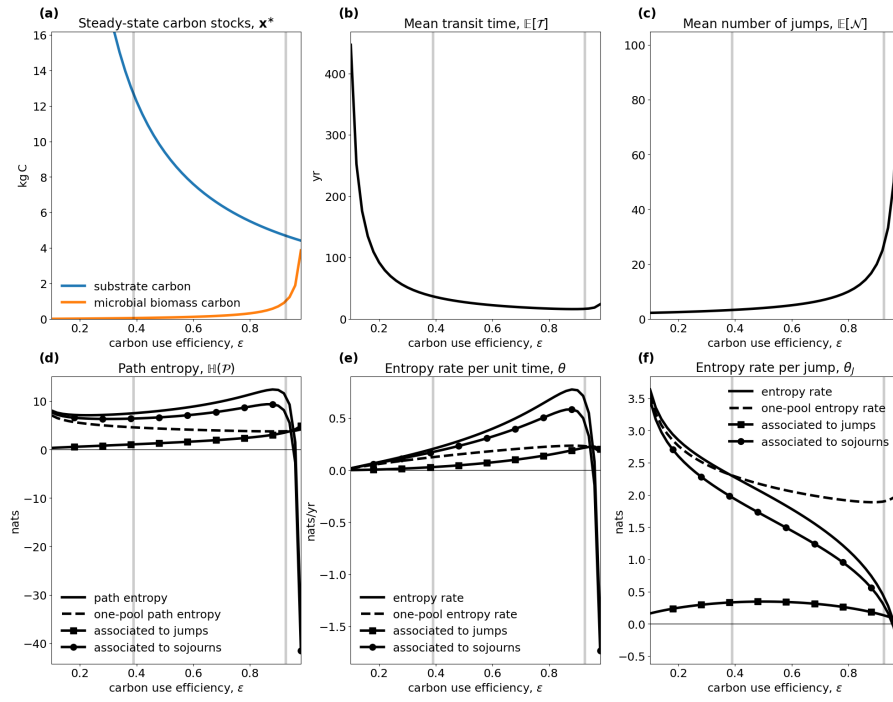 (a)
Steady-state carbon stocks, x*
16
14
12
10
8
6
4
2
0
kg C
substrate carbon
microbial biomass carbon
0.2 0.4 0.6 0.8
carbon use efficiency, ε
(b)
Mean transit time, 𝔼[𝒯]
400
300
200
100
0
yr
0.2 0.4 0.6 0.8
carbon use efficiency, ε
(c)
Mean number of jumps, 𝔼[𝒩]
100
80
60
40
20
0
0.2 0.4 0.6 0.8
carbon use efficiency, ε
(d)
Path entropy, ℍ(𝒫)
10
0
−10
−20
−30
−40
nats
path entropy
one-pool path entropy
associated to jumps
associated to sojourns
0.2 0.4 0.6 0.8
carbon use efficiency, ε
(e)
Entropy rate per unit time, θ
0.5
0.0
−0.5
−1.0
−1.5
nats/yr
entropy rate
one-pool entropy rate
associated to jumps
associated to sojourns
0.2 0.4 0.6 0.8
carbon use efficiency, ε
(f)
Entropy rate per jump, θJ
3.5
3.0
2.5
2.0
1.5
1.0
0.5
0.0
−0.5
nats
entropy rate
one-pool entropy rate
associated to jumps
associated to sojourns
0.2 0.4 0.6 0.8
carbon use efficiency, ε